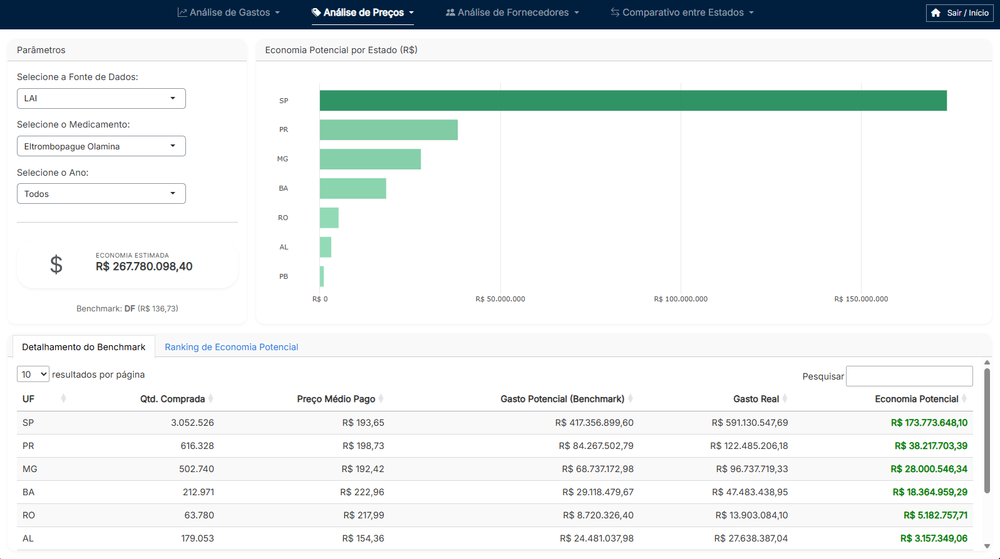 Análise de Gastos
Análise de Preços
Análise de Fornecedores
Comparativo entre Estados
Sair / Início
Parâmetros
Selecione a Fonte de Dados:
LAI
Selecione o Medicamento:
Eltrombopague Olamina
Selecione o Ano:
Todos
$
ECONOMIA ESTIMADA
R$ 267.780.098,40
Benchmark: DF (R$ 136,73)
Economia Potencial por Estado (R$)
SP
PR
MG
BA
RO
AL
PB
R$ 0 R$ 50.000.000 R$ 100.000.000 R$ 150.000.000
Detalhamento do Benchmark Ranking de Economia Potencial
10 resultados por página Pesquisar
UF Qtd. Comprada Preço Médio Pago Gasto Potencial (Benchmark) Gasto Real Economia Potencial
SP 3.052.526 R$ 193,65 R$ 417.356.899,60 R$ 591.130.547,69 R$ 173.773.648,10
PR 616.328 R$ 198,73 R$ 84.267.502,79 R$ 122.485.206,18 R$ 38.217.703,39
MG 502.740 R$ 192,42 R$ 68.737.172,98 R$ 96.737.719,33 R$ 28.000.546,34
BA 212.971 R$ 222,96 R$ 29.118.479,67 R$ 47.483.438,95 R$ 18.364.959,29
RO 63.780 R$ 217,99 R$ 8.720.326,40 R$ 13.903.084,10 R$ 5.182.757,71
AL 179.053 R$ 154,36 R$ 24.481.037,98 R$ 27.638.387,04 R$ 3.157.349,06